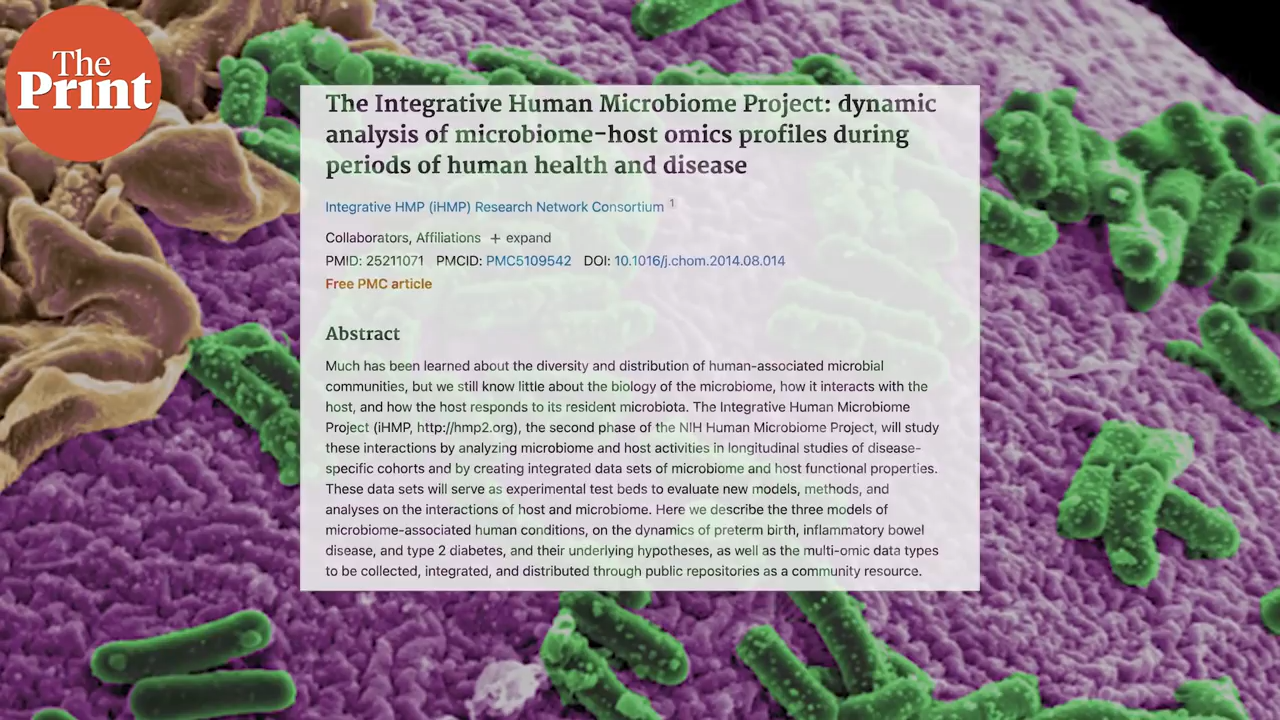 The
Print
The Integrative Human Microbiome Project: dynamic
analysis of microbiome-host omics profiles during
periods of human health and disease
Integrative HMP (iHMP) Research Network Consortium 1
Collaborators, Affiliations + expand
PMID: 25211071 PMCID: PMC5109542 DOI: 10.1016/j.chom.2014.08.014
Free PMC article
Abstract
Much has been learned about the diversity and distribution of human-associated microbial
communities, but we still know little about the biology of the microbiome, how it interacts with the
host, and how the host responds to its resident microbiota. The Integrative Human Microbiome
Project (iHMP, http://hmp2.org), the second phase of the NIH Human Microbiome Project, will study
these interactions by analyzing microbiome and host activities in longitudinal studies of disease-
specific cohorts and by creating integrated data sets of microbiome and host functional properties.
These data sets will serve as experimental test beds to evaluate new models, methods, and
analyses on the interactions of host and microbiome. Here we describe the three models of
microbiome-associated human conditions, on the dynamics of preterm birth, inflammatory bowel
disease, and type 2 diabetes, and their underlying hypotheses, as well as the multi-omic data types
to be collected, integrated, and distributed through public repositories as a community resource.